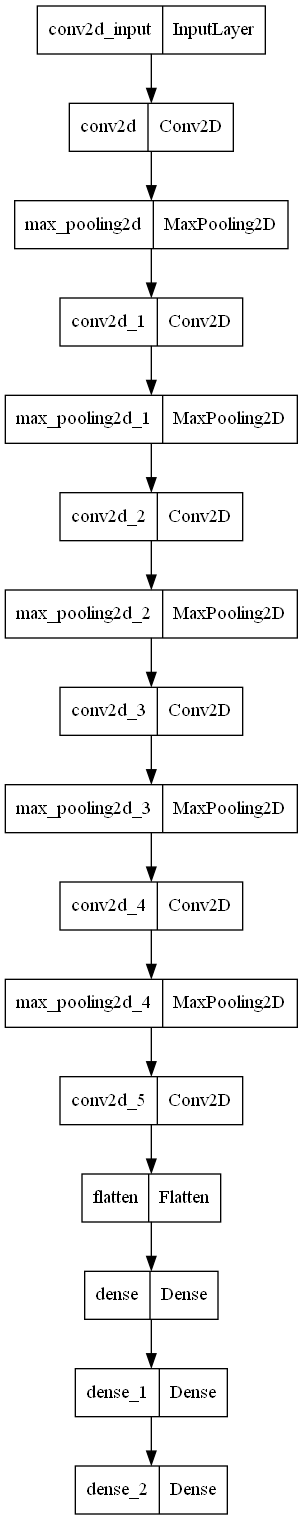 conv2d_input InputLayer
conv2d Conv2D
max_pooling2d MaxPooling2D
conv2d_1 Conv2D
max_pooling2d_1 MaxPooling2D
conv2d_2 Conv2D
max_pooling2d_2 MaxPooling2D
conv2d_3 Conv2D
max_pooling2d_3 MaxPooling2D
conv2d_4 Conv2D
max_pooling2d_4 MaxPooling2D
conv2d_5 Conv2D
flatten Flatten
dense Dense
dense_1 Dense
dense_2 Dense